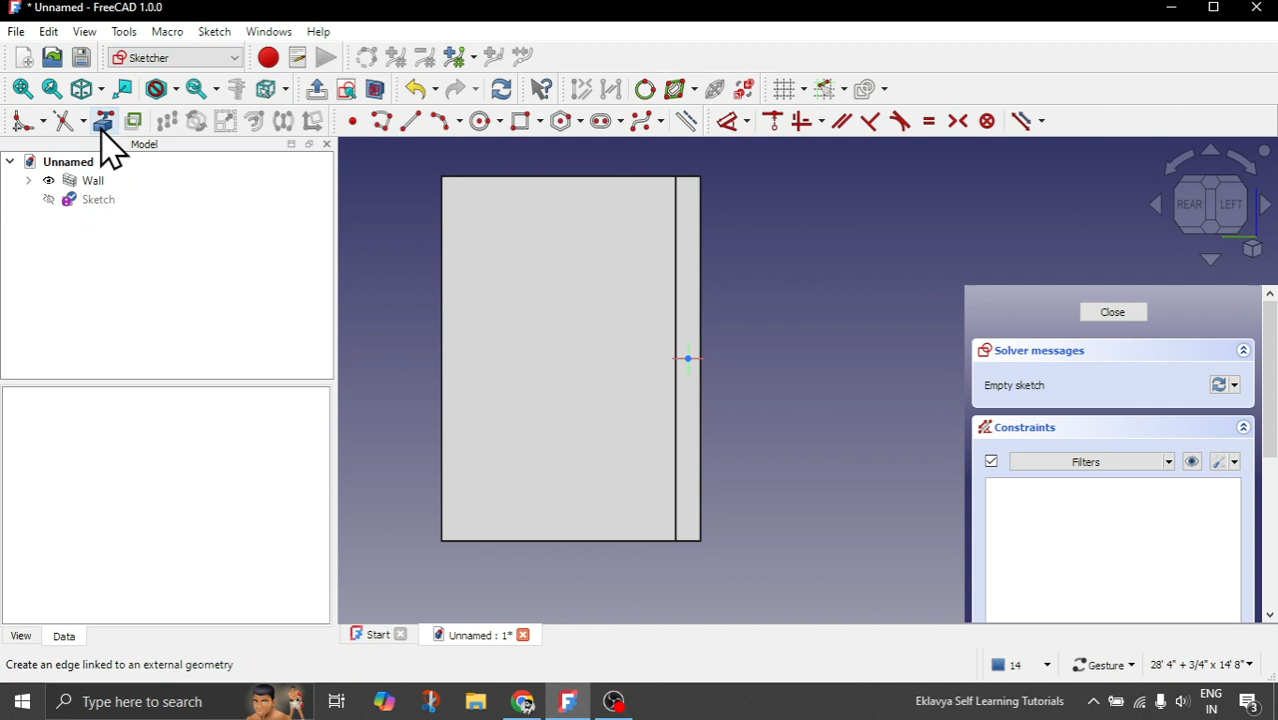 * Unnamed - FreeCAD 1.0.0
File Edit View Tools Macro Sketch Windows Help
Sketcher
Model
Unnamed
Wall
Sketch
REAR LEFT
Close
Solver messages
Empty sketch
Constraints
Filters
View Data
Start Unnamed : 1*
Create an edge linked to an external geometry
14 Gesture 28' 4" + 3/4" x 14' 8"
Type here to search
Eklavya Self Learning Tutorials
ENG
IN
3